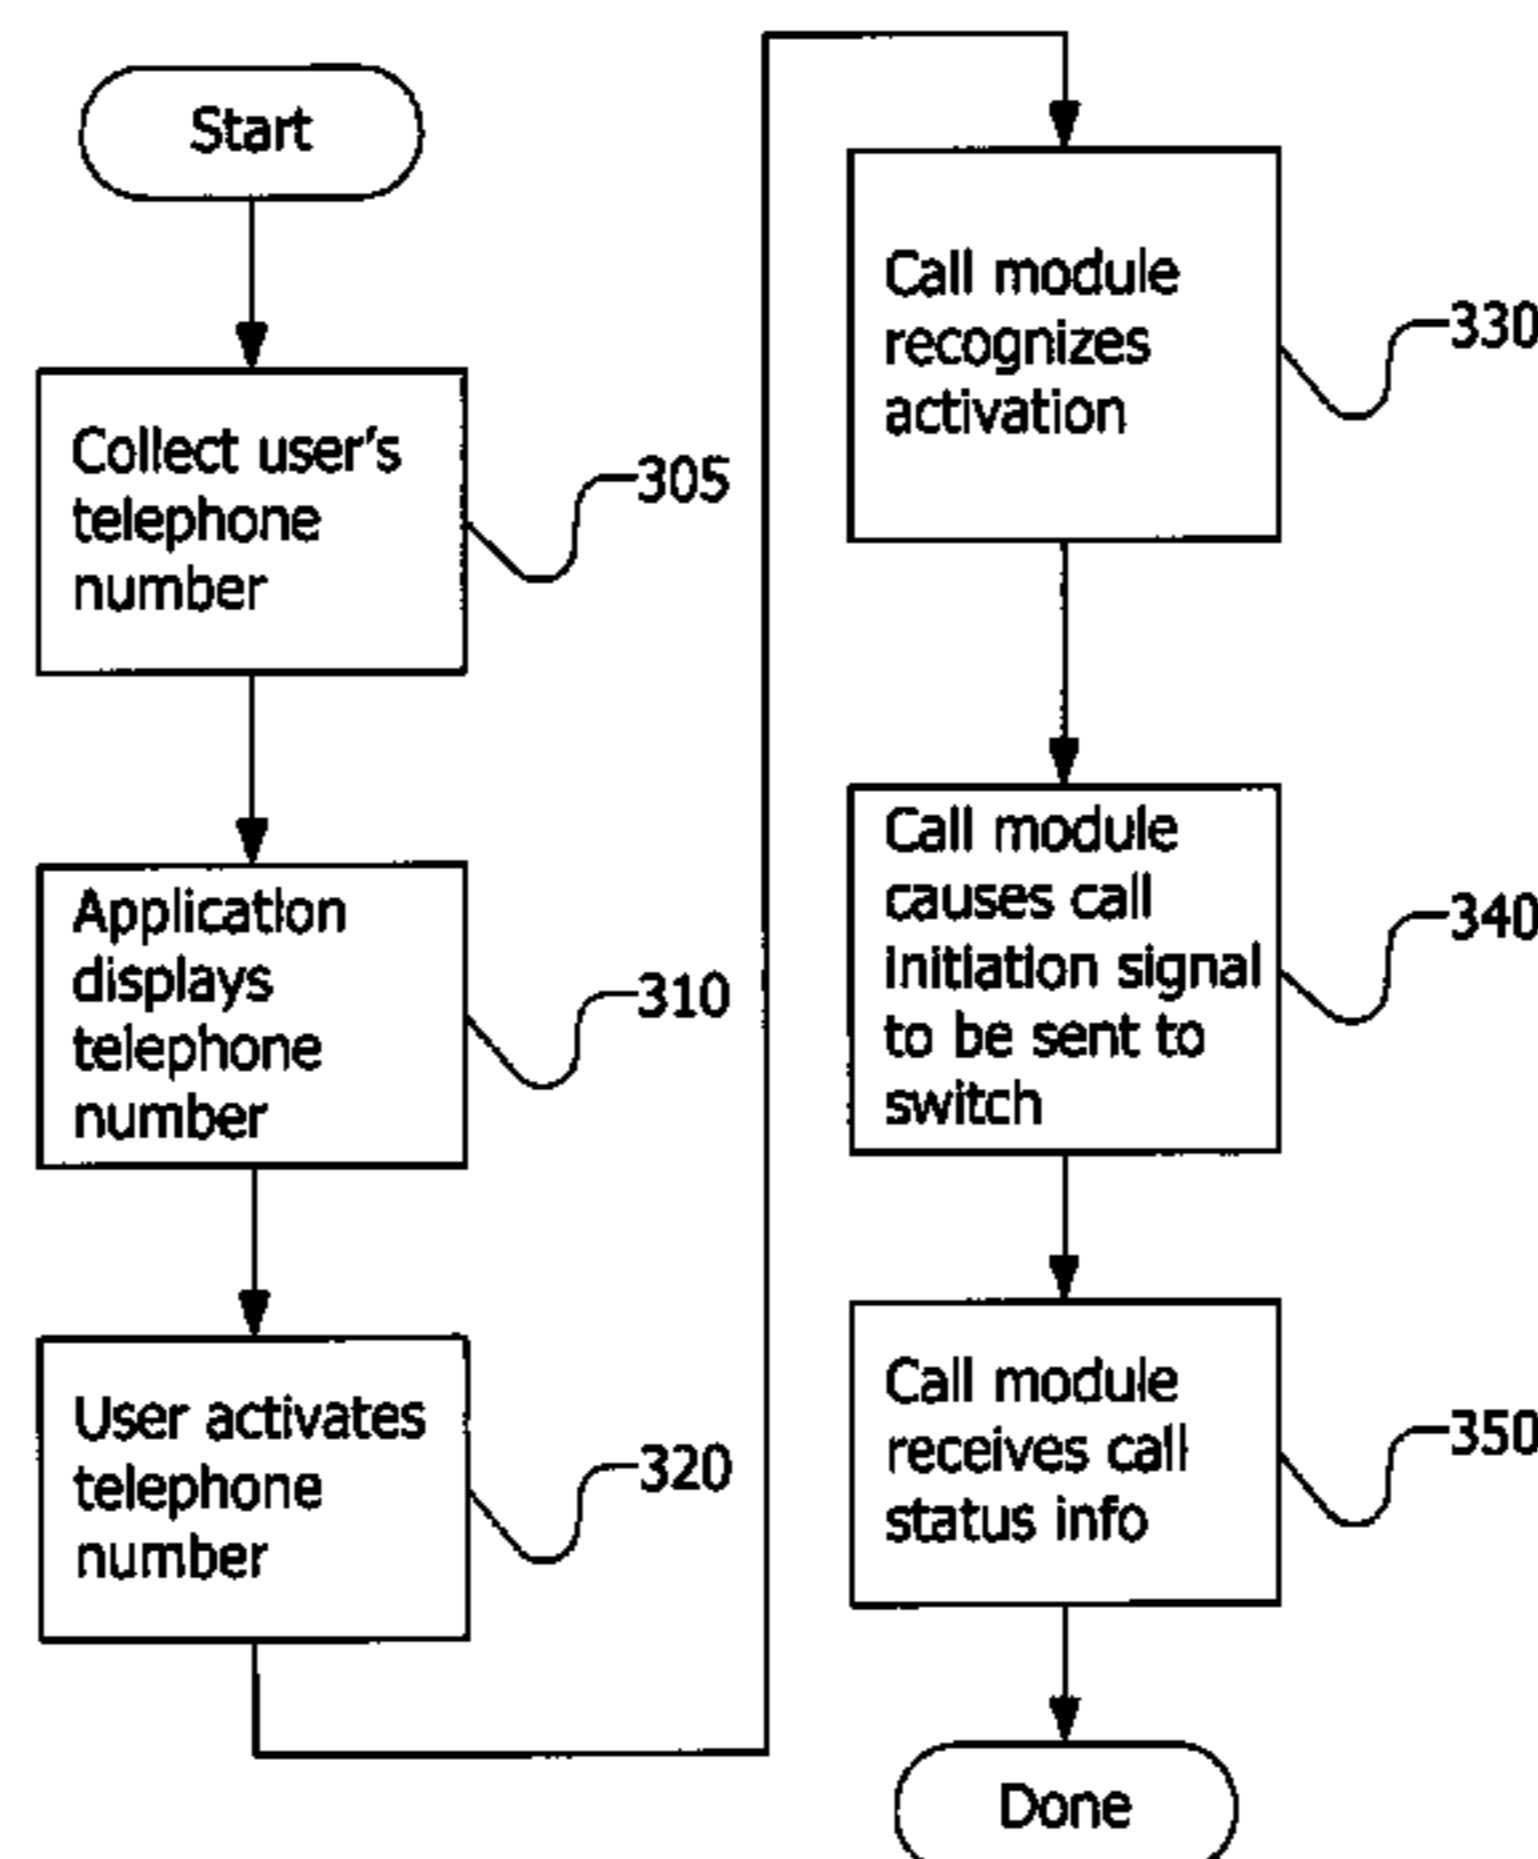 Start
Collect user's
telephone
number
305
Application
displays
telephone
number
310
User activates
telephone
number
320
Call module
recognizes
activation
330
Call module
causes call
initiation signal
to be sent to
switch
340
Call module
receives call
status info
350
Done